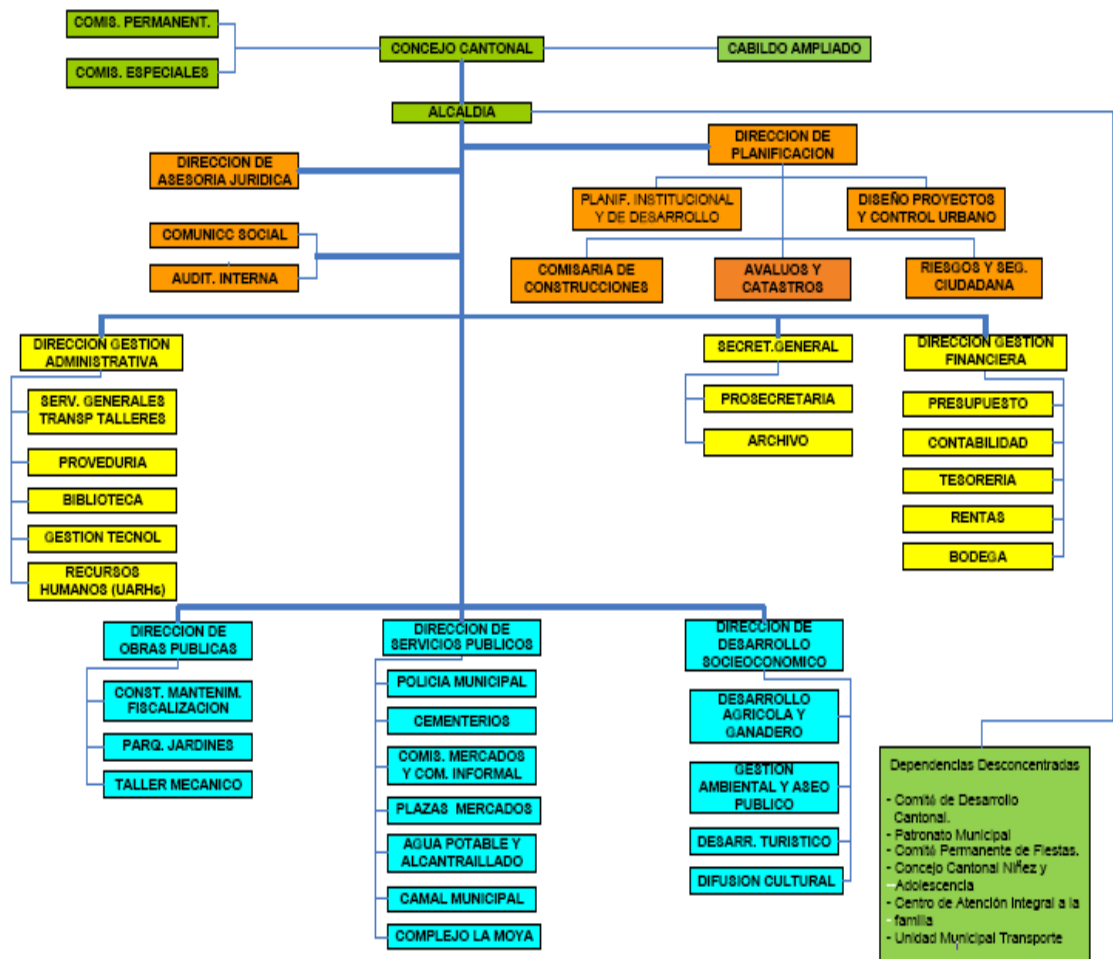 COMIS. PERMANENT.
CONCEJO CANTONAL
CABILDO AMPLIADO
COMIS. ESPECIALES
ALCALDIA
DIRECCION DE
PLANIFICACION
DIRECCION DE
ASESORIA JURIDICA
PLANIF. INSTITUCIONAL
Y DE DESARROLLO
DISEÑO PROYECTOS
Y CONTROL URBANO
COMUNICC SOCIAL
AUDIT. INTERNA
COMISARIA DE
CONSTRUCCIONES
AVALUOS Y
CATASTROS
RIESGOS Y SEG.
CIUDADANA
DIRECCION GESTION
ADMINISTRATIVA
SERV. GENERALES
TRANSP TALLERES
PROVEDURIA
BIBLIOTECA
GESTION TECNOL
RECURSOS
HUMANOS (UARHs)
SECRET.GENERAL
PROSECRETARIA
ARCHIVO
DIRECCION GESTION
FINANCIERA
PRESUPUESTO
CONTABILIDAD
TESORERIA
RENTAS
BODEGA
DIRECCION DE
OBRAS PUBLICAS
CONST. MANTENIM.
FISCALIZACION
PARQ. JARDINES
TALLER MECANICO
DIRECCION DE
SERVICIOS PUBLICOS
POLICIA MUNICIPAL
CEMENTERIOS
COMIS. MERCADOS
Y COM. INFORMAL
PLAZAS MERCADOS
AGUA POTABLE Y
ALCANTRAILLADO
CAMAL MUNICIPAL
COMPLEJO LA MOYA
DIRECCION DE
DESARROLLO
SOCIOECONOMICO
DESARROLLO
AGRICOLA Y
GANADERO
GESTION
AMBIENTAL Y ASEO
PUBLICO
DESARR. TURISTICO
DIFUSION CULTURAL
Dependencias Desconcentradas
- Comité de Desarrollo
Cantonal.
- Patronato Municipal
- Comité Permanente de Fiestas.
- Concejo Cantonal Niñez y
--Adolescencia
- Centro de Atención Integral a la
- familia
- Unidad Municipal Transporte